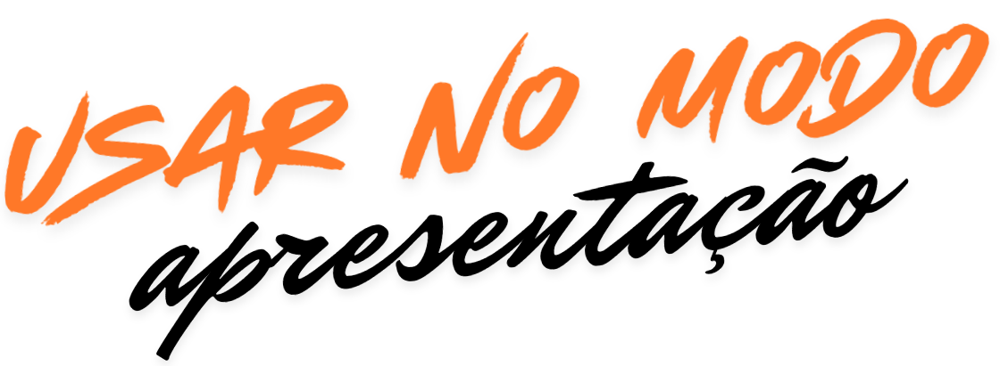 USAR NO MODO
apresentação